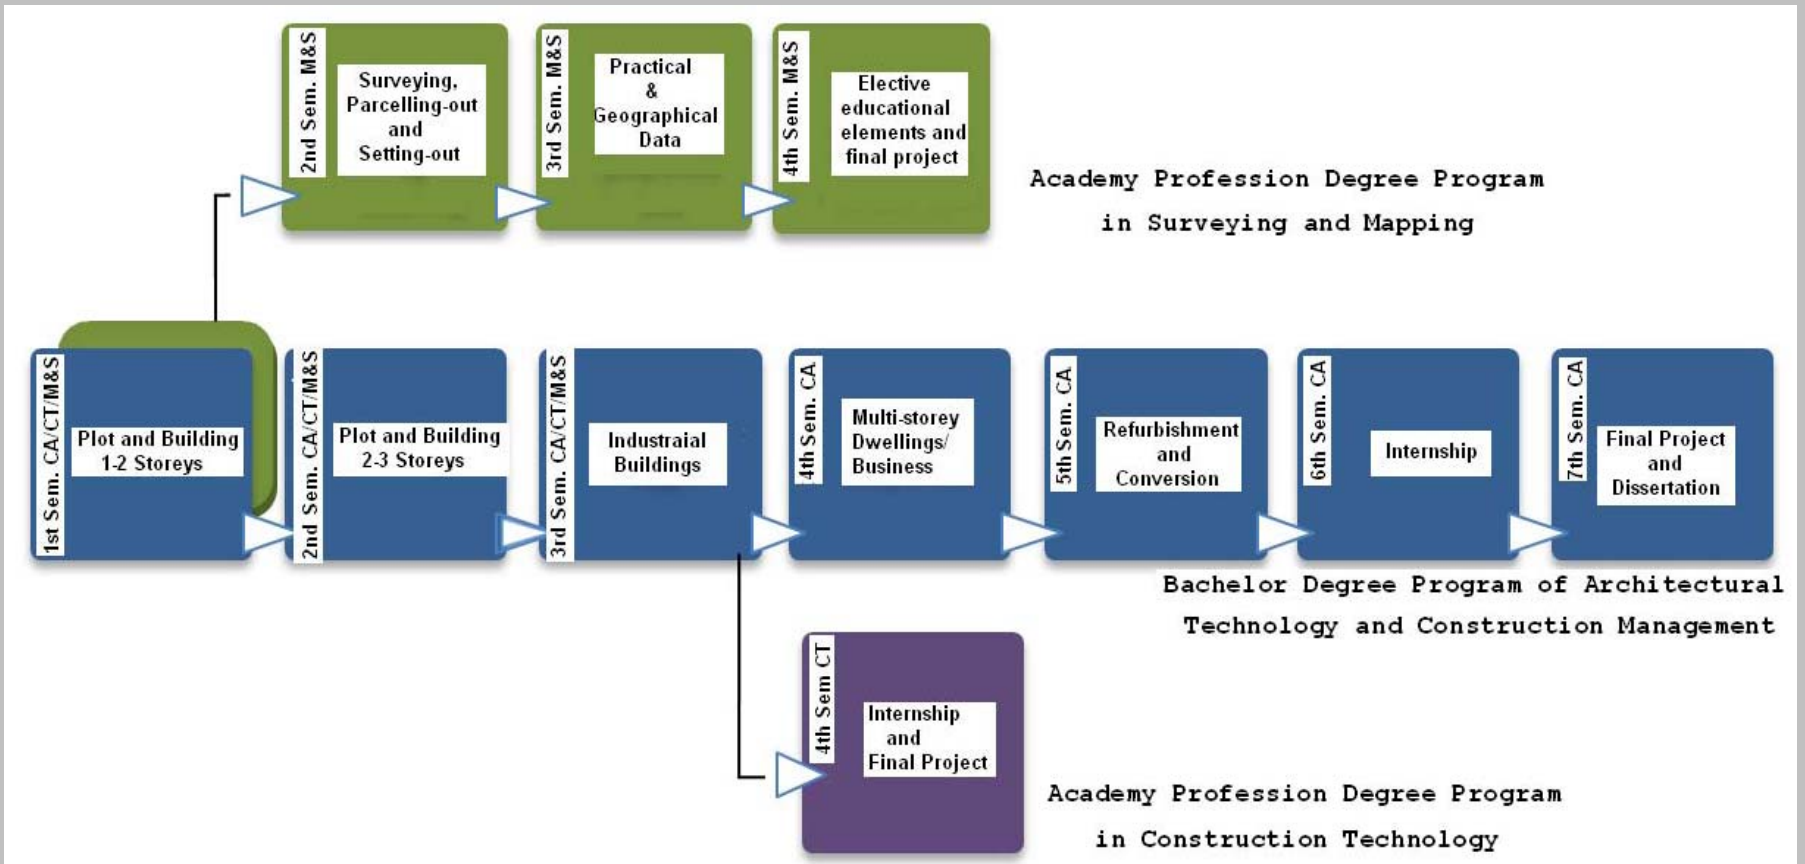 2nd Sem. M&S
Surveying,
Parcelling-out
and
Setting-out
3rd Sem. M&S
Practical
&
Geographical
Data
4th Sem. M&S
Elective
educational
elements and
final project
Academy Profession Degree Program
in Surveying and Mapping
1st Sem. CA/CT/M&S
Plot and Building
1-2 Storeys
2nd Sem. CA/CT/M&S
Plot and Building
2-3 Storeys
3rd Sem. CA/CT/M&S
Industraial
Buildings
4th Sem. CA
Multi-storey
Dwellings/
Business
5th Sem. CA
Refurbishment
and
Conversion
6th Sem. CA
Internship
7th Sem. CA
Final Project
and
Dissertation
Bachelor Degree Program of Architectural
Technology and Construction Management
4th Sem CT
Internship
and
Final Project
Academy Profession Degree Program
in Construction Technology